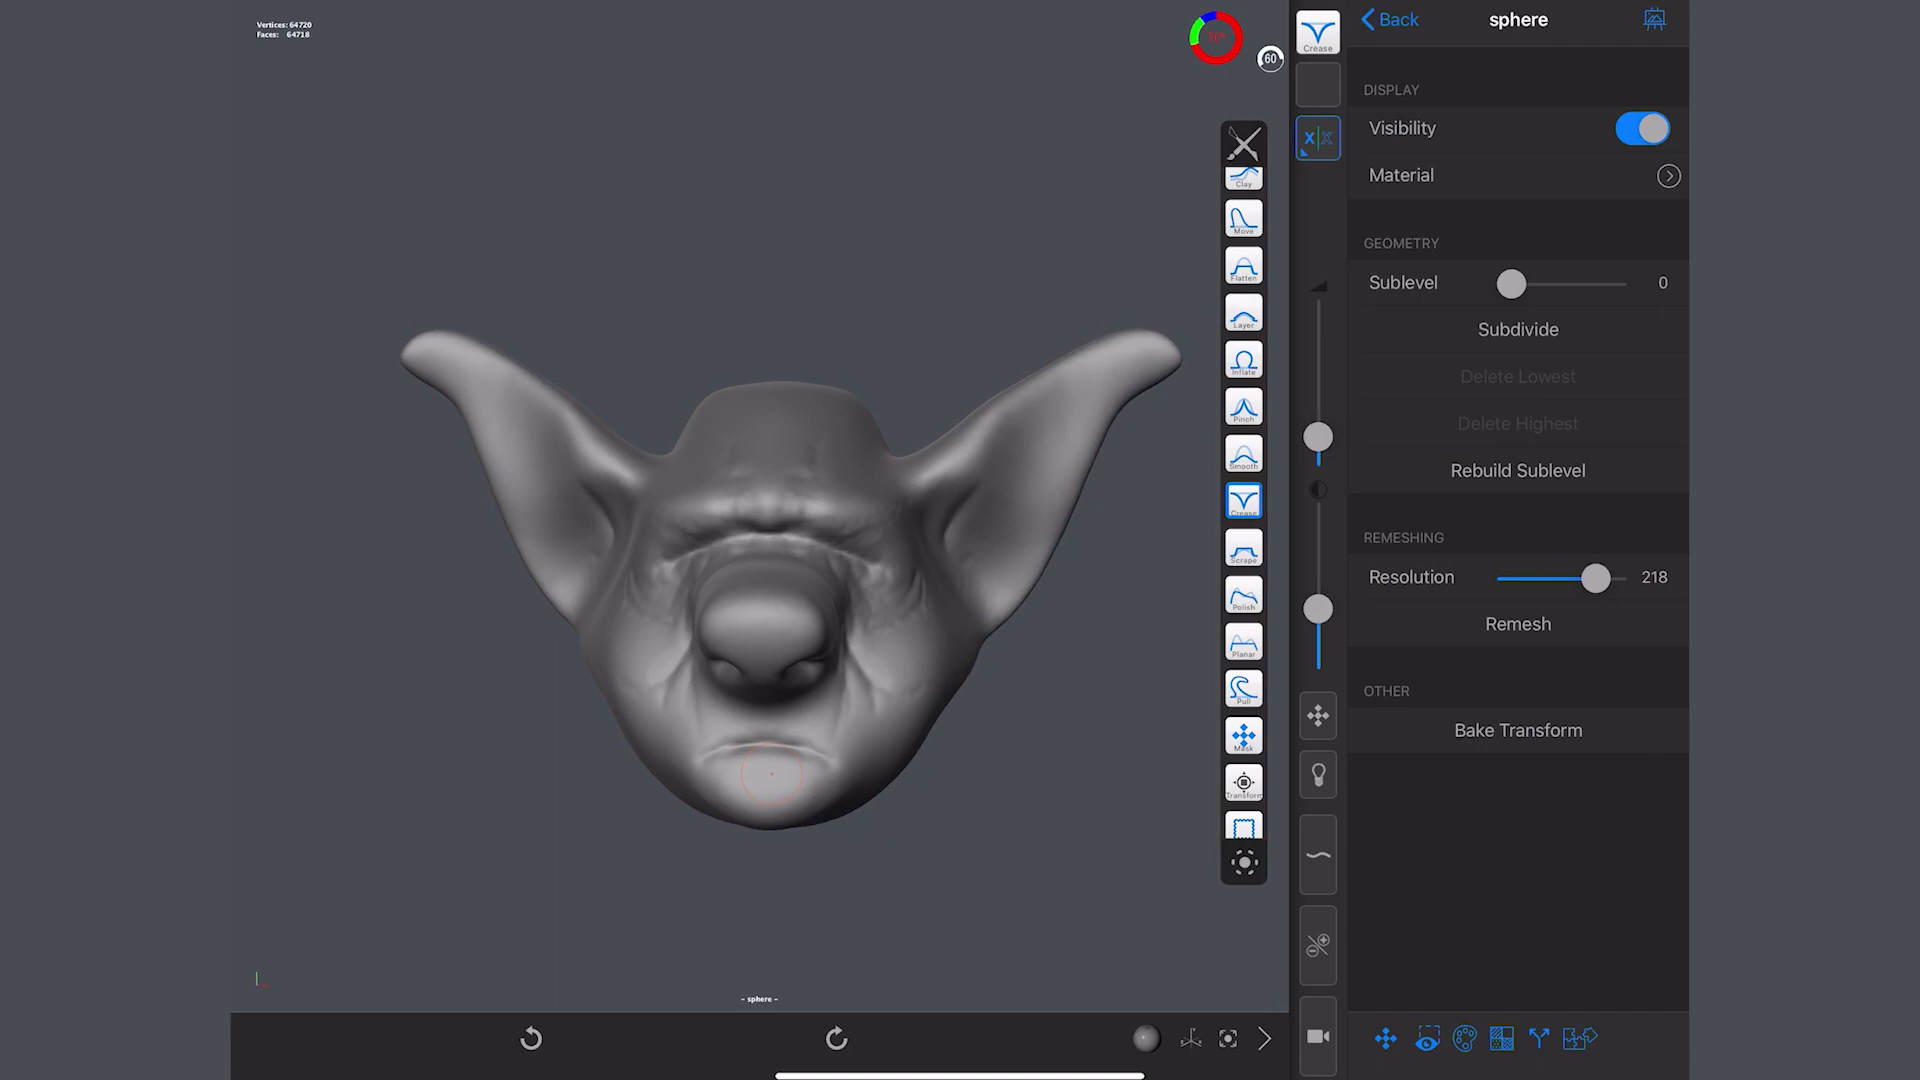 Vertices: 64720
Faces: 64718
60
Crease
X|X
Clay
Move
Flatten
Layer
Inflate
Pinch
Smooth
Crease
Scrape
Polish
Planar
Pull
Mask
Transform
Back
sphere
DISPLAY
Visibility
Material
GEOMETRY
Sublevel 0
Subdivide
Delete Lowest
Delete Highest
Rebuild Sublevel
REMESHING
Resolution 218
Remesh
OTHER
Bake Transform
- sphere -